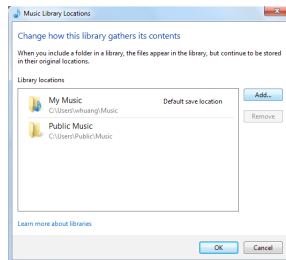 Music Library Locations
Change how this library gathers its contents
When you include a folder in a library, the files appear in the library, but continue to be stored
in their original locations.
Library locations
My Music Default save location
C:\Users\whuang\Music
Public Music
C:\Users\Public\Music
Add...
Remove
Learn more about libraries
OK Cancel